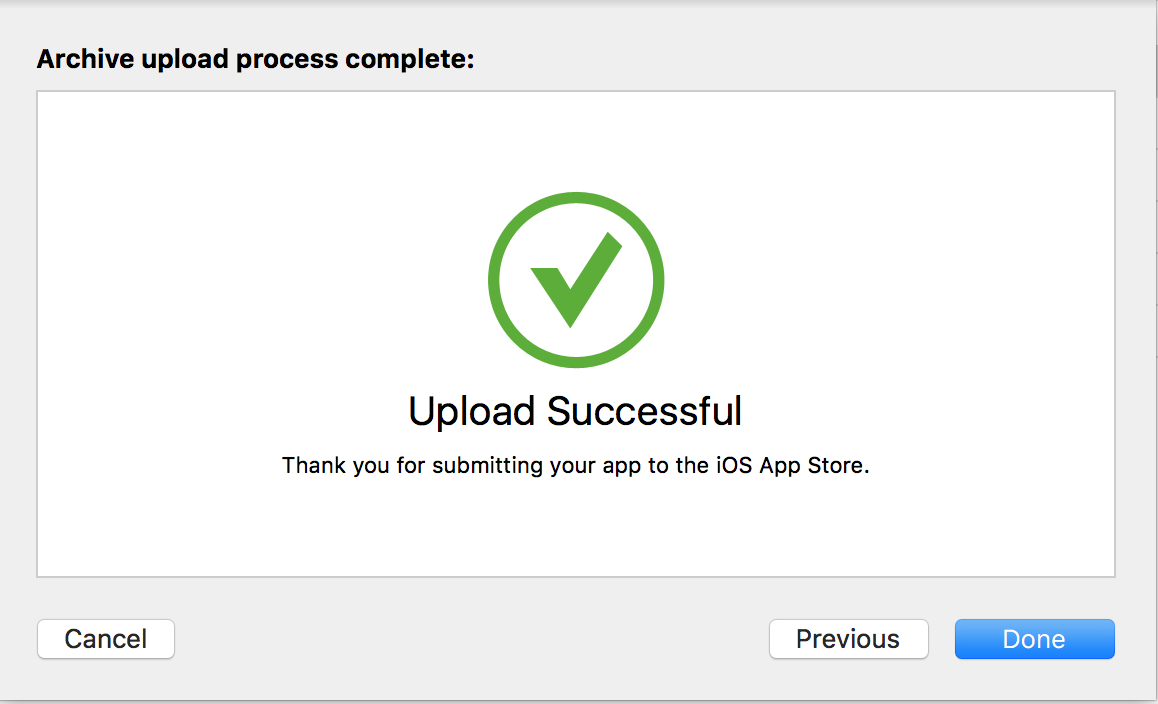 Archive upload process complete:
Upload Successful
Thank you for submitting your app to the iOS App Store.
Cancel
Previous
Done